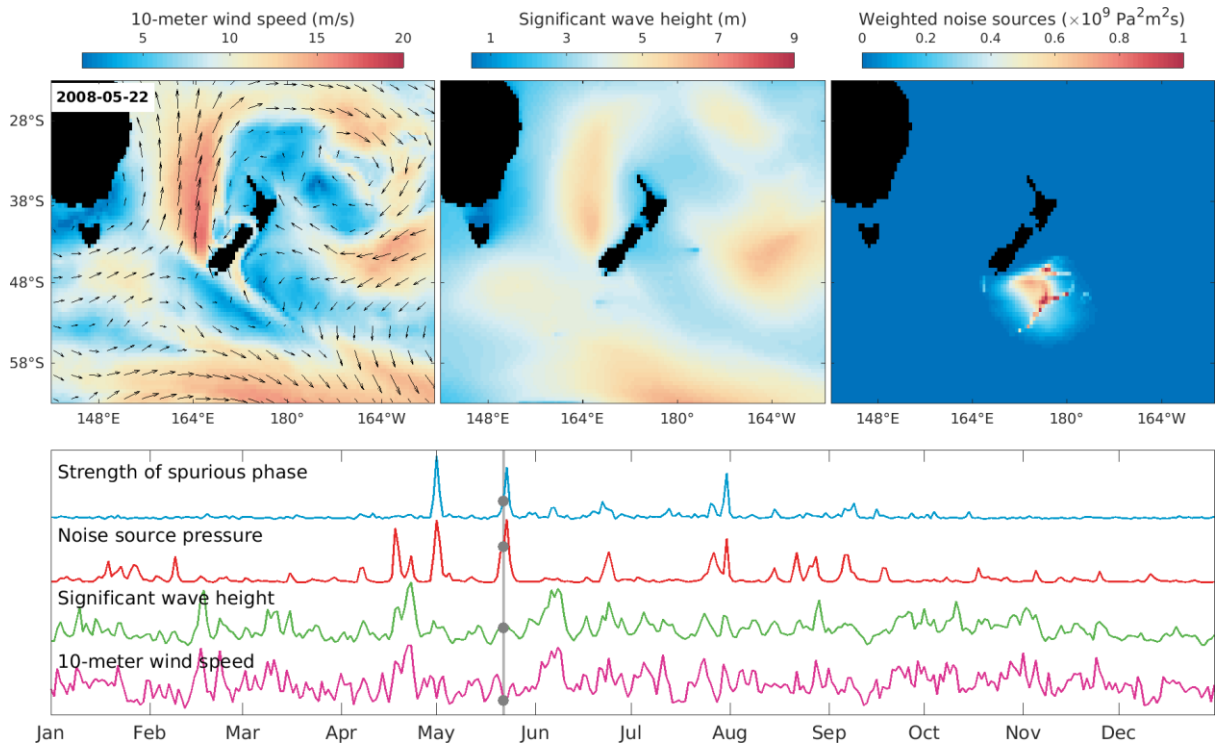 10-meter wind speed (m/s)
5 10 15 20
Significant wave height (m)
1 3 5 7 9
Weighted noise sources (×10⁹ Pa²m²s)
0 0.2 0.4 0.6 0.8 1
2008-05-22
28°S
38°S
48°S
58°S
148°E 164°E 180° 164°W
148°E 164°E 180° 164°W
148°E 164°E 180° 164°W
Strength of spurious phase
Noise source pressure
Significant wave height
10-meter wind speed
Jan Feb Mar Apr May Jun Jul Aug Sep Oct Nov Dec